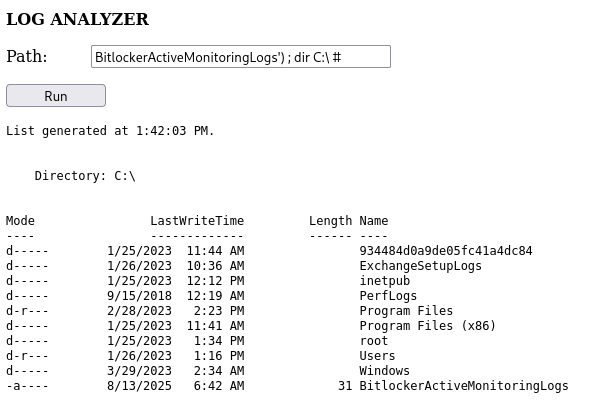 LOG ANALYZER
Path: BitlockerActiveMonitoringLogs') ; dir C:\ #
Run
List generated at 1:42:03 PM.
    Directory: C:\
Mode                LastWriteTime         Length Name
----                -------------         ------ ----
d-----        1/25/2023  11:44 AM                934484d0a9de05fc41a4dc84
d-----        1/26/2023  10:36 AM                ExchangeSetupLogs
d-----        1/25/2023  12:12 PM                inetpub
d-----        9/15/2018  12:19 AM                PerfLogs
d-r---        2/28/2023   2:23 PM                Program Files
d-----        1/25/2023  11:41 AM                Program Files (x86)
d-----        1/25/2023   1:34 PM                root
d-r---        1/26/2023   1:16 PM                Users
d-----        3/29/2023   2:34 AM                Windows
-a----        8/13/2025   6:42 AM             31 BitlockerActiveMonitoringLogs